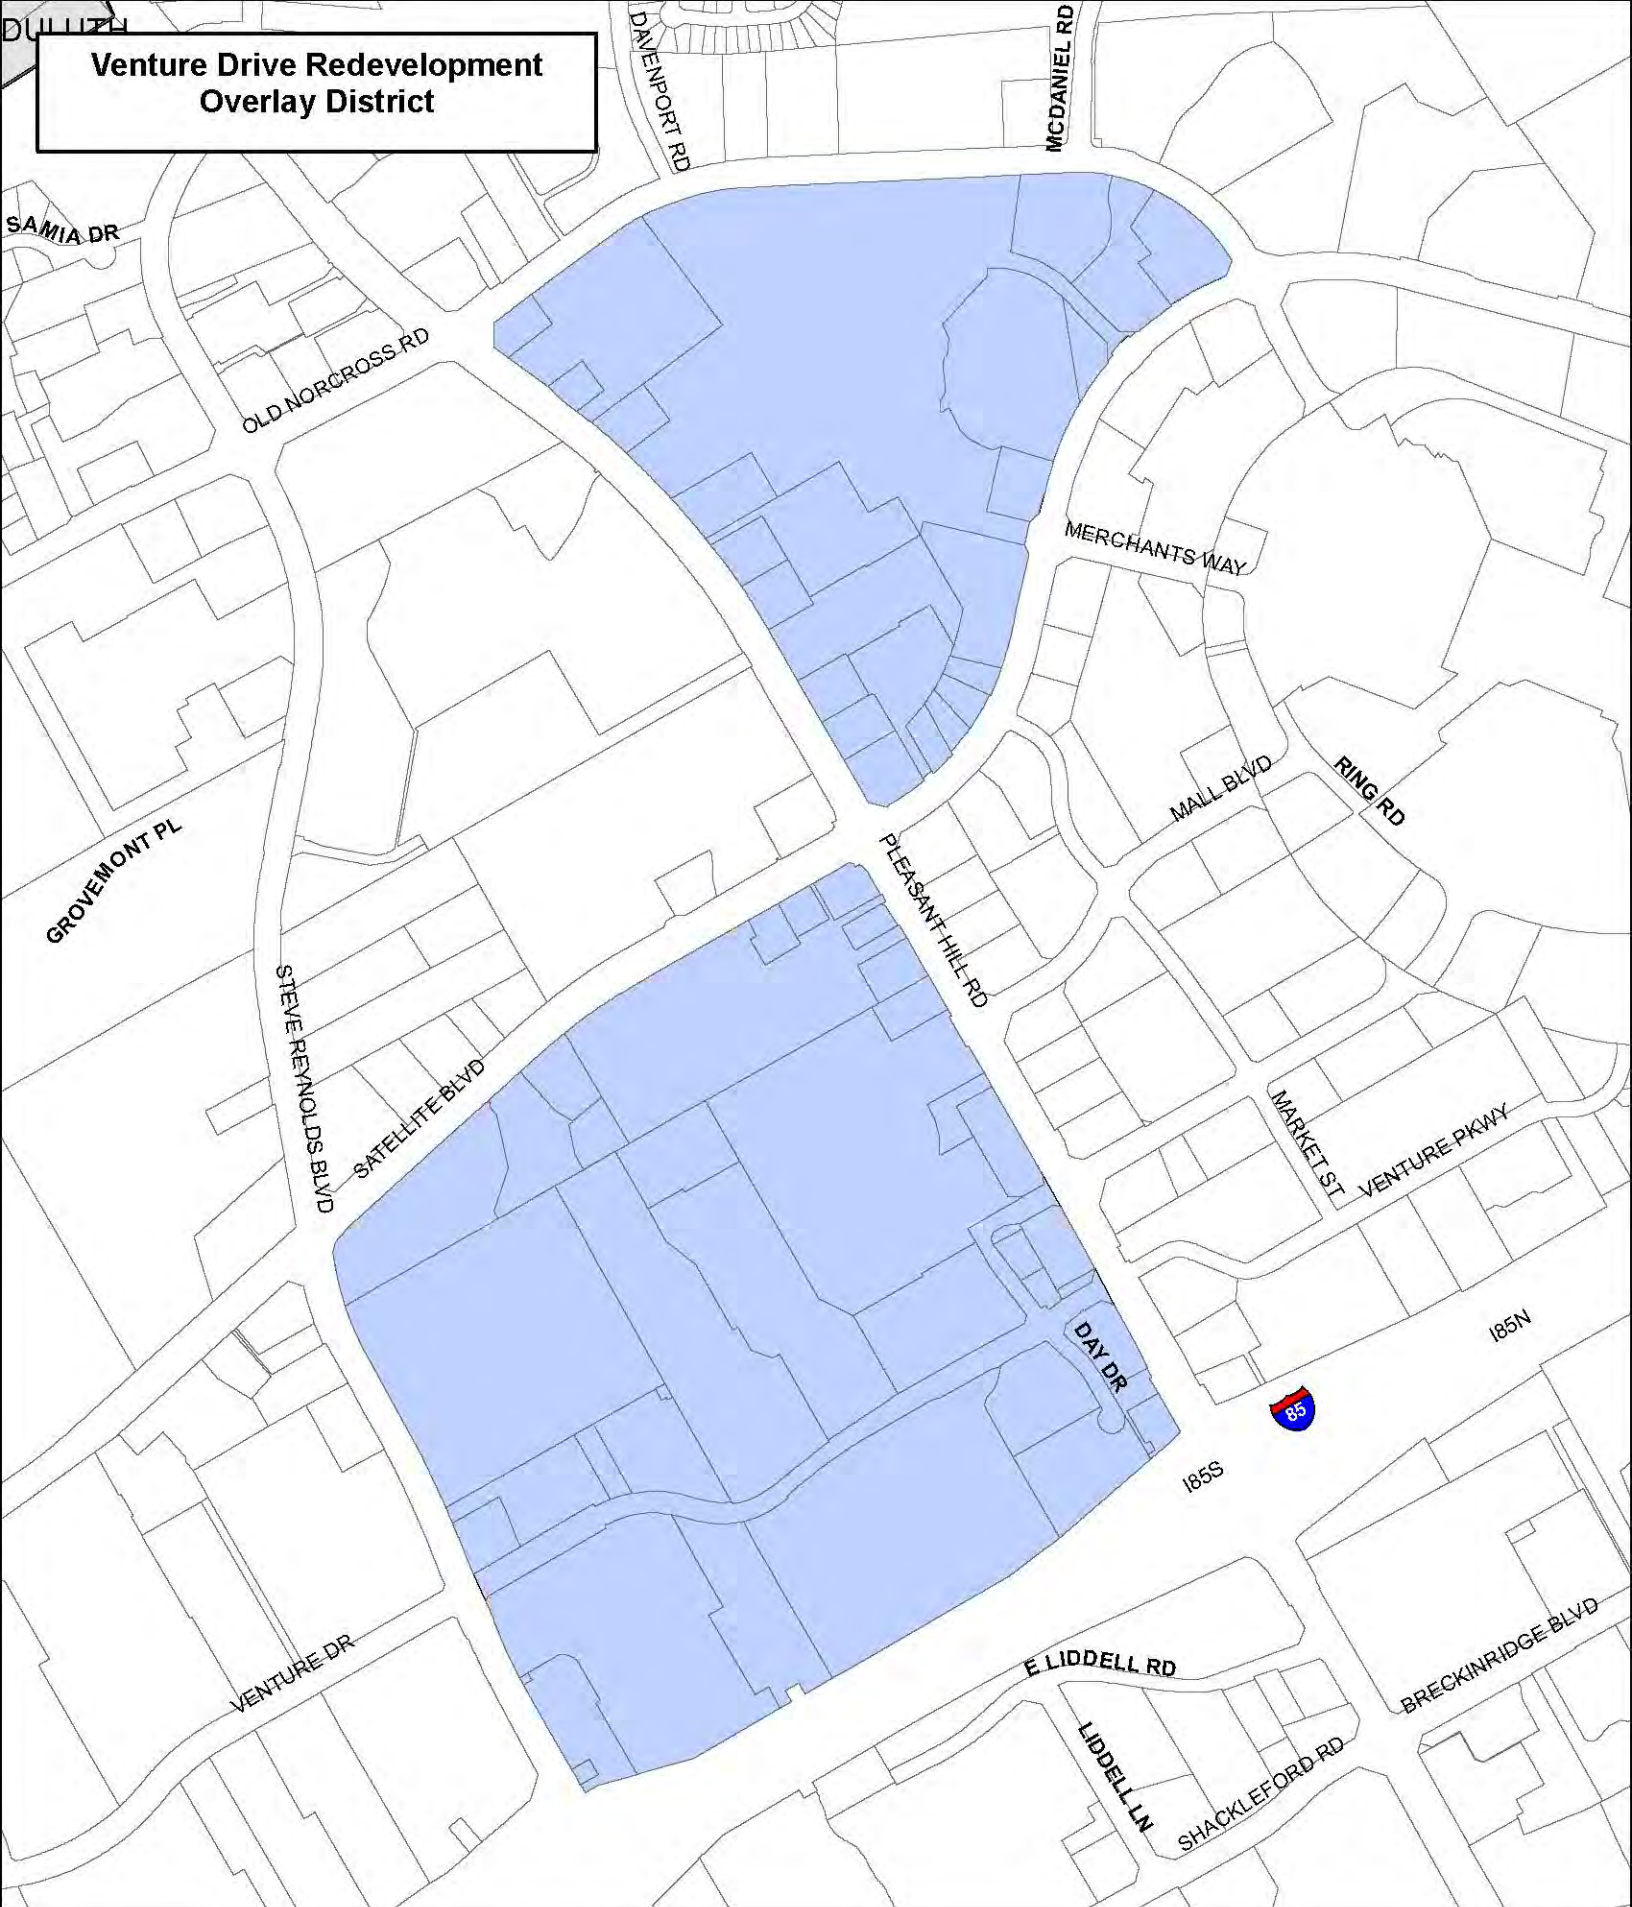 DULUTH
Venture Drive Redevelopment
Overlay District
DAVENPORT RD
MCDANIEL RD
SAMIA DR
OLD NORCROSS RD
MERCHANTS WAY
MALL BLVD
RING RD
GROVEMONT PL
PLEASANT HILL RD
STEVE REYNOLDS BLVD
SATELLITE BLVD
MARKET ST
VENTURE PKWY
DAY DR
I85N
85
I85S
VENTURE DR
E LIDDELL RD
BRECKINRIDGE BLVD
LIDDELL LN
SHACKLEFORD RD